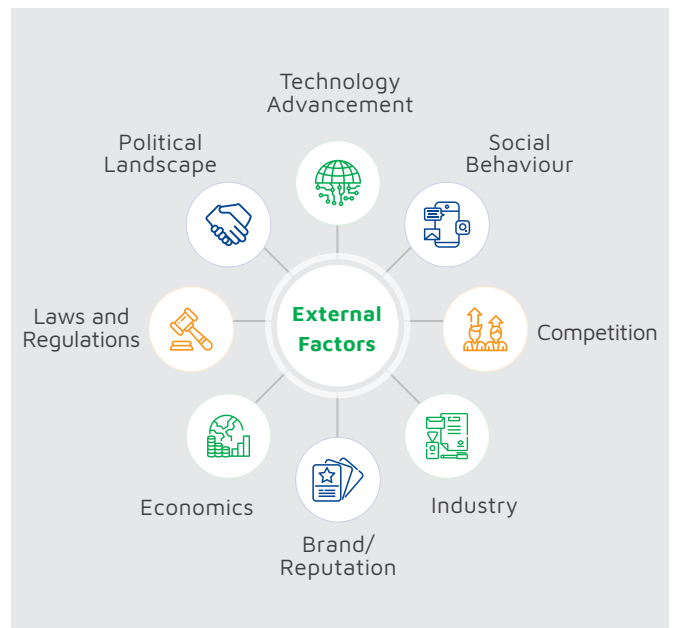 Technology
Advancement
Political
Landscape
Social
Behaviour
External
Factors
Laws and
Regulations
Competition
Economics
Industry
Brand/
Reputation